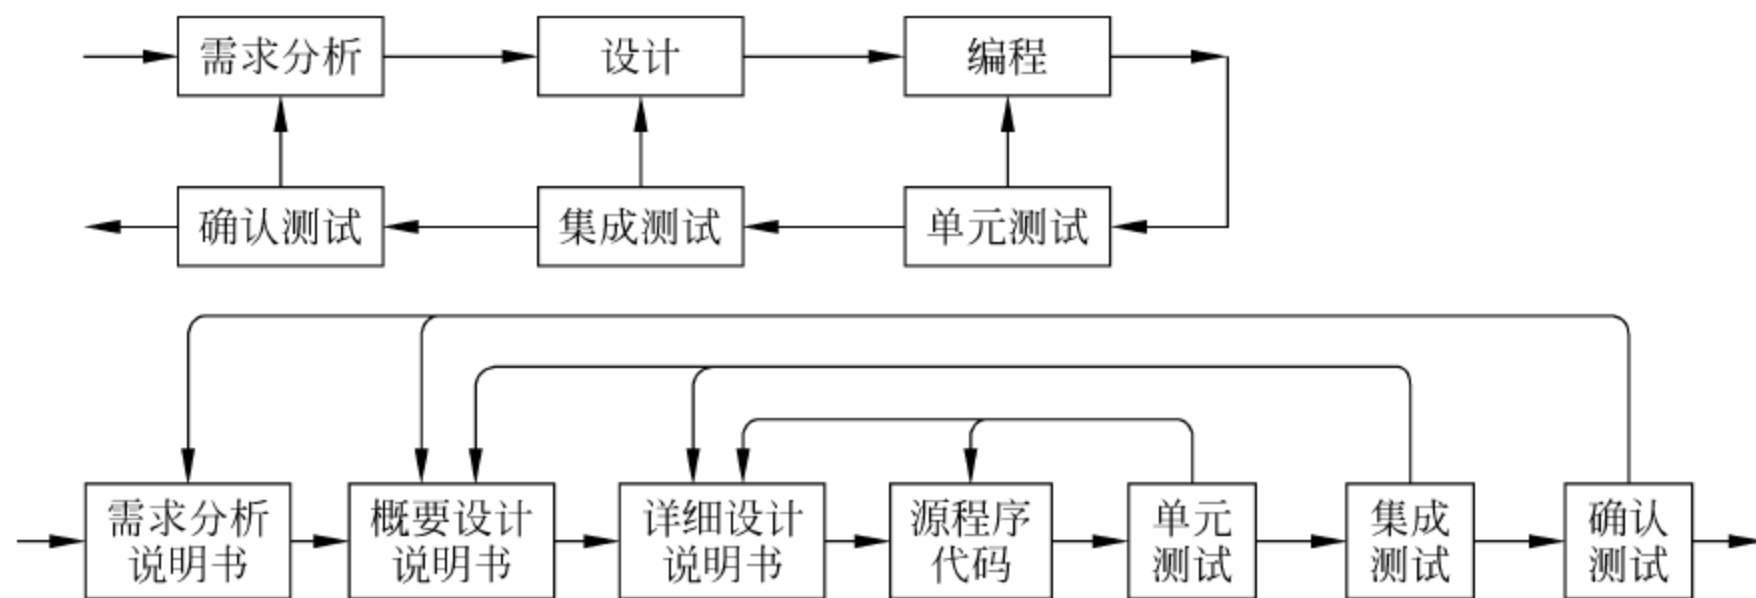 需求分析
设计
编程
确认测试
集成测试
单元测试
需求分析
说明书
概要设计
说明书
详细设计
说明书
源程序
代码
单元
测试
集成
测试
确认
测试